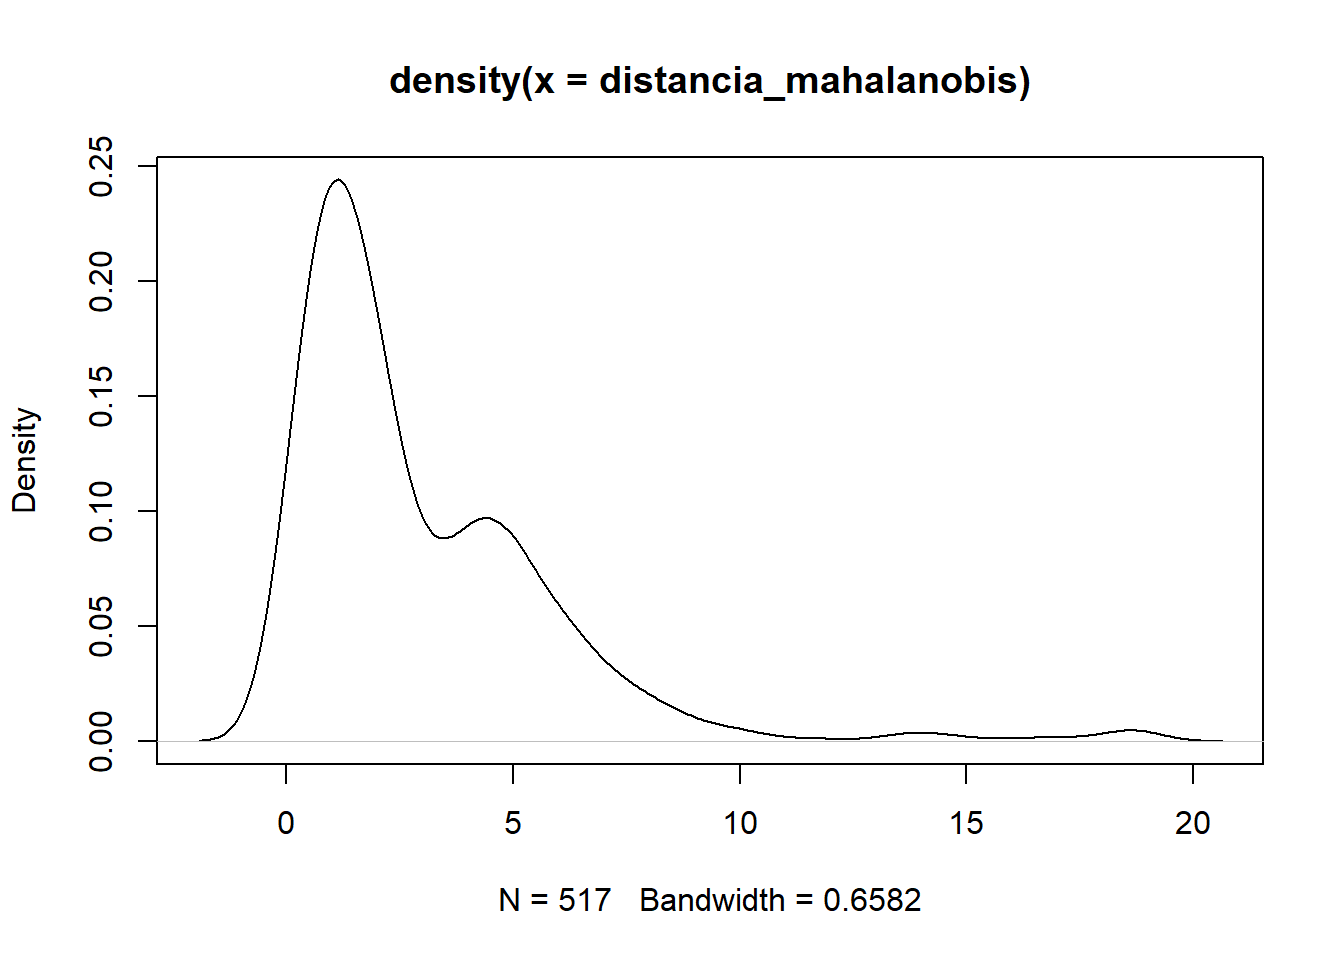 density(x = distancia_mahalanobis)
Density
0.25
0.20
0.15
0.10
0.05
0.00
0 5 10 15 20
N = 517 Bandwidth = 0.6582